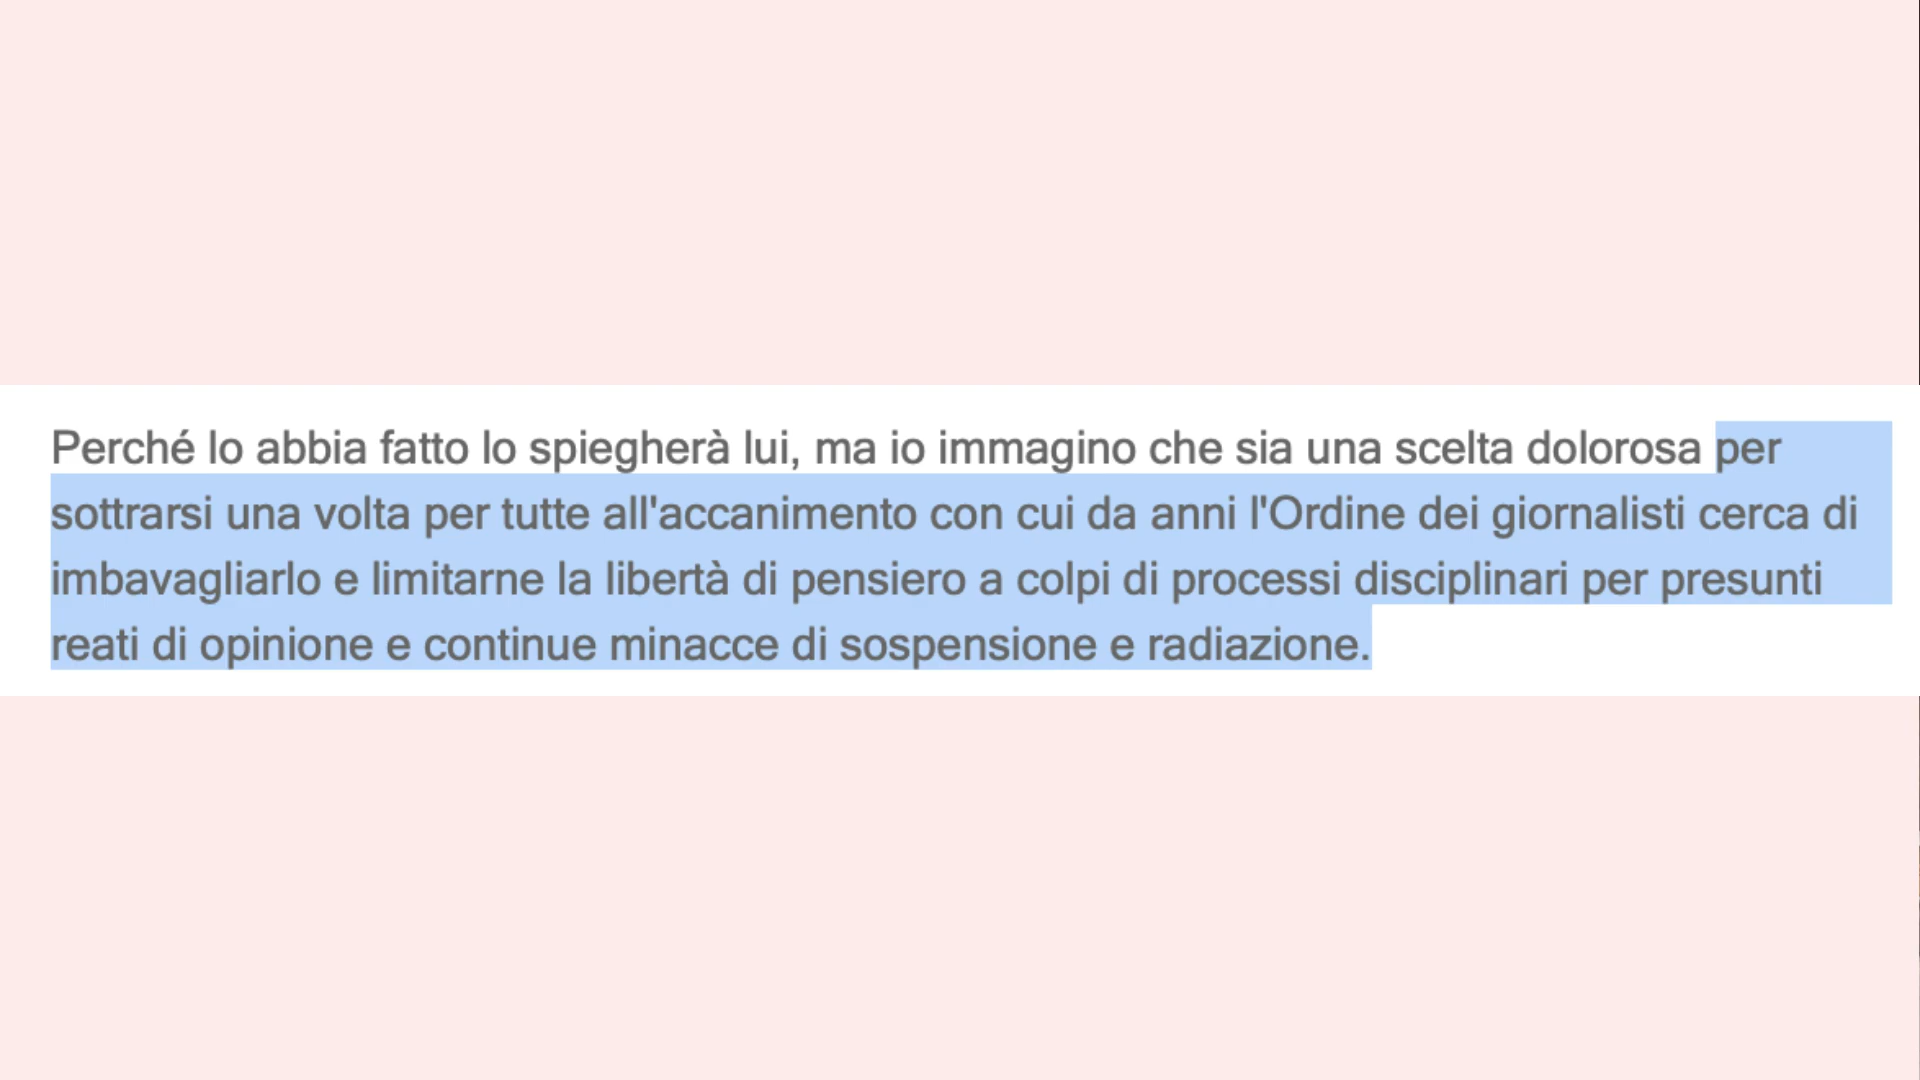 Perché lo abbia fatto lo spiegherà lui, ma io immagino che sia una scelta dolorosa per
sottrarsi una volta per tutte all'accanimento con cui da anni l'Ordine dei giornalisti cerca di
imbavagliarlo e limitarne la libertà di pensiero a colpi di processi disciplinari per presunti
reati di opinione e continue minacce di sospensione e radiazione.